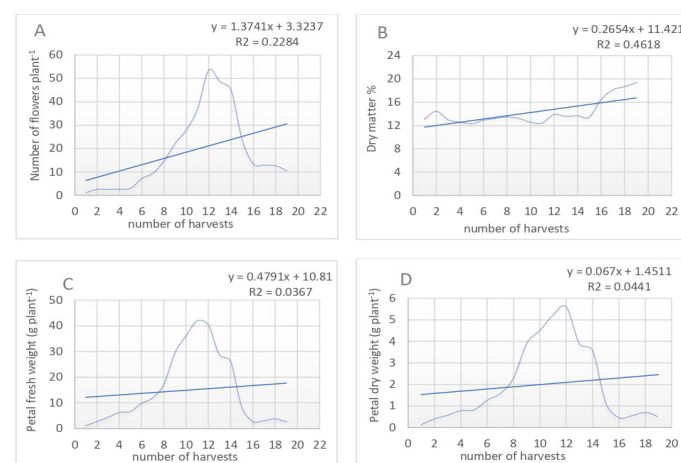 A
y = 1.3741x + 3.3237
R2 = 0.2284
Number of flowers plant⁻¹
60
50
40
30
20
10
0
0 2 4 6 8 10 12 14 16 18 20 22
number of harvests
B
y = 0.2654x + 11.421
R2 = 0.4618
Dry matter %
24
20
16
12
8
4
0
0 2 4 6 8 10 12 14 16 18 20 22
number of harvests
C
y = 0.4791x + 10.81
R2 = 0.0367
Petal fresh weight (g plant⁻¹)
50
40
30
20
10
0
0 2 4 6 8 10 12 14 16 18 20 22
number of harvests
D
y = 0.067x + 1.4511
R2 = 0.0441
Petal dry weight (g plant⁻¹)
6
5
4
3
2
1
0
0 2 4 6 8 10 12 14 16 18 20
number of harvests